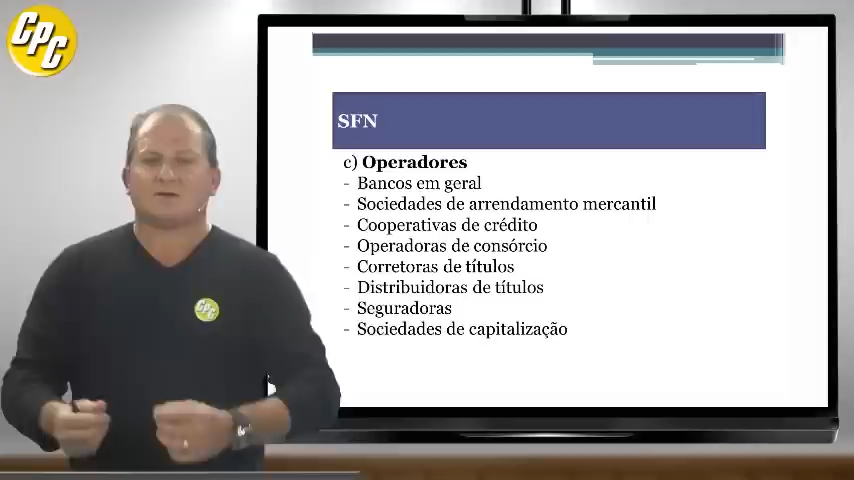 CPC
SFN
c) Operadores
- Bancos em geral
- Sociedades de arrendamento mercantil
- Cooperativas de crédito
- Operadoras de consórcio
- Corretoras de títulos
- Distribuidoras de títulos
- Seguradoras
- Sociedades de capitalização
CPC